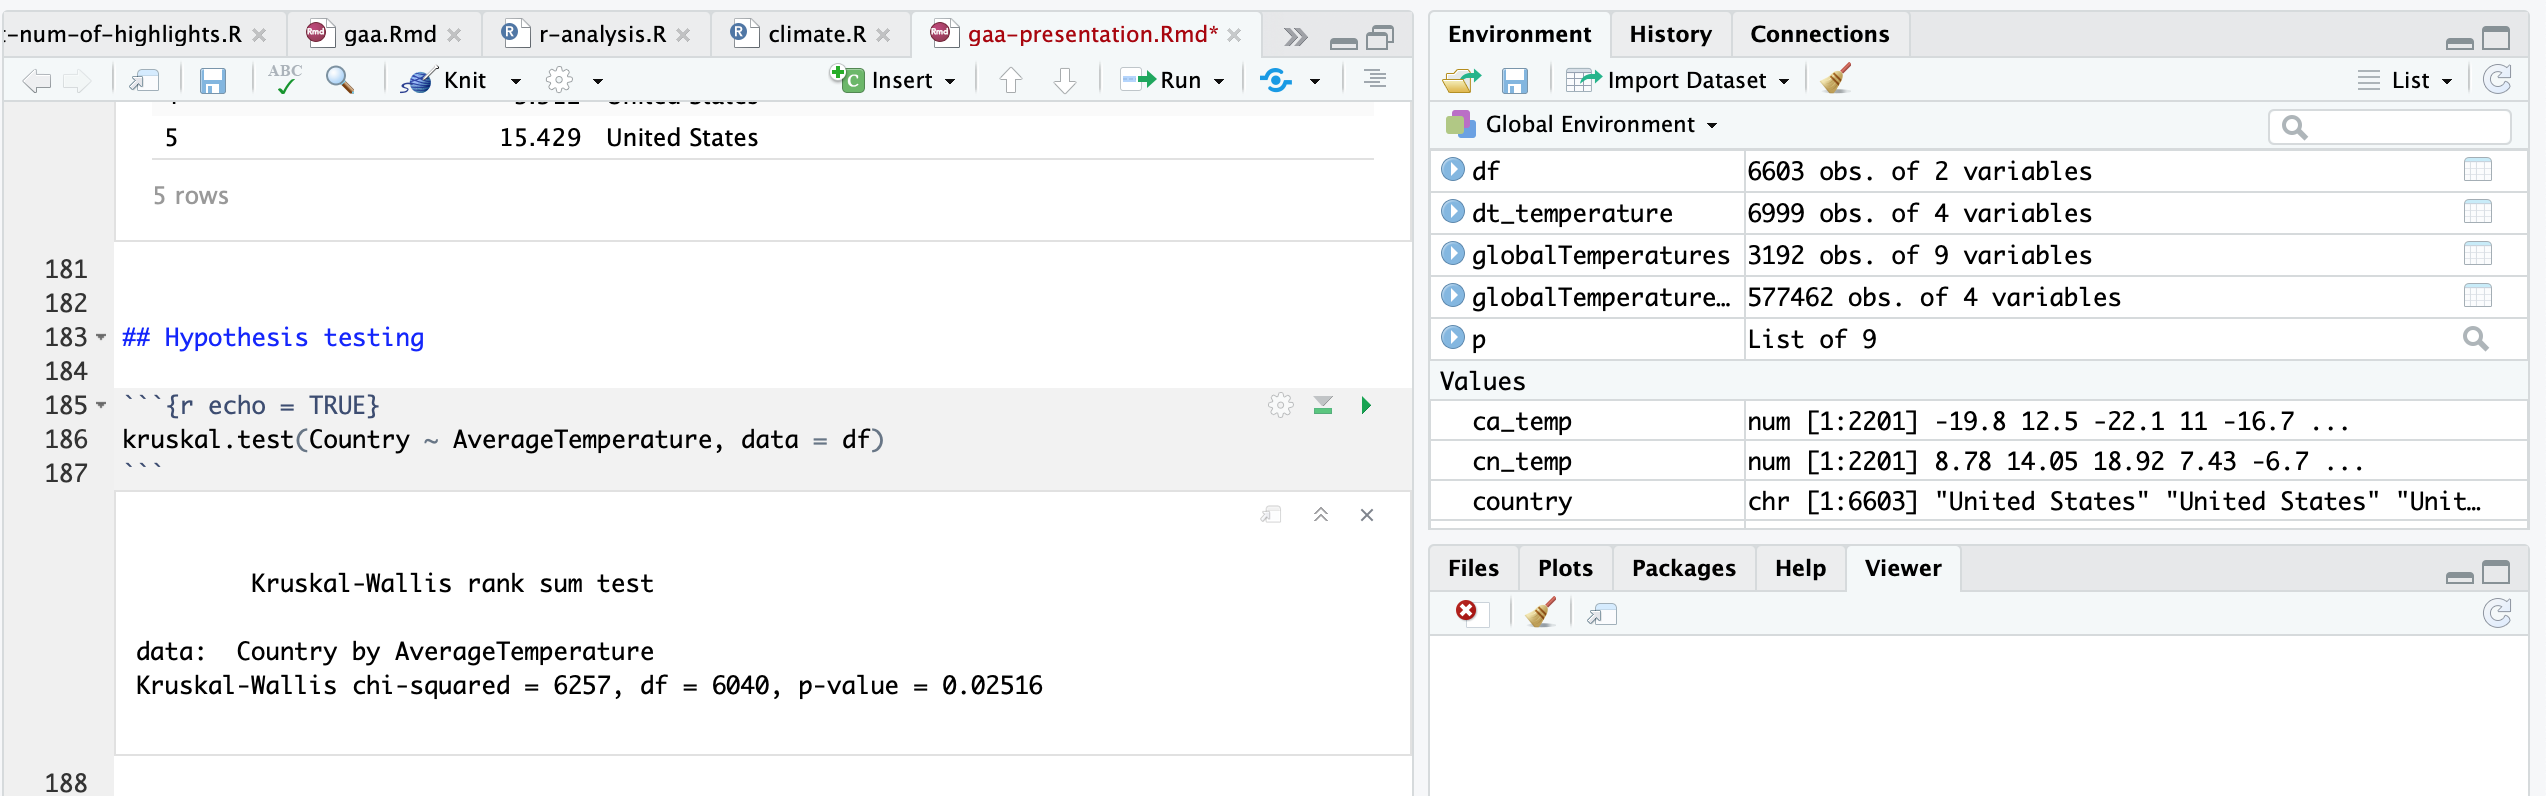 t-num-of-highlights.R
gaa.Rmd
r-analysis.R
climate.R
gaa-presentation.Rmd*
ABC
Knit
Insert
Run
5 15.429 United States
5 rows
181
182
183 ## Hypothesis testing
184
185 ```{r echo = TRUE}
186 kruskal.test(Country ~ AverageTemperature, data = df)
187 ```
Kruskal-Wallis rank sum test
data: Country by AverageTemperature
Kruskal-Wallis chi-squared = 6257, df = 6040, p-value = 0.02516
188
Environment History Connections
Import Dataset List
Global Environment
df 6603 obs. of 2 variables
dt_temperature 6999 obs. of 4 variables
globalTemperatures 3192 obs. of 9 variables
globalTemperature… 577462 obs. of 4 variables
p List of 9
Values
ca_temp num [1:2201] -19.8 12.5 -22.1 11 -16.7 ...
cn_temp num [1:2201] 8.78 14.05 18.92 7.43 -6.7 ...
country chr [1:6603] "United States" "United States" "Unit…
Files Plots Packages Help Viewer